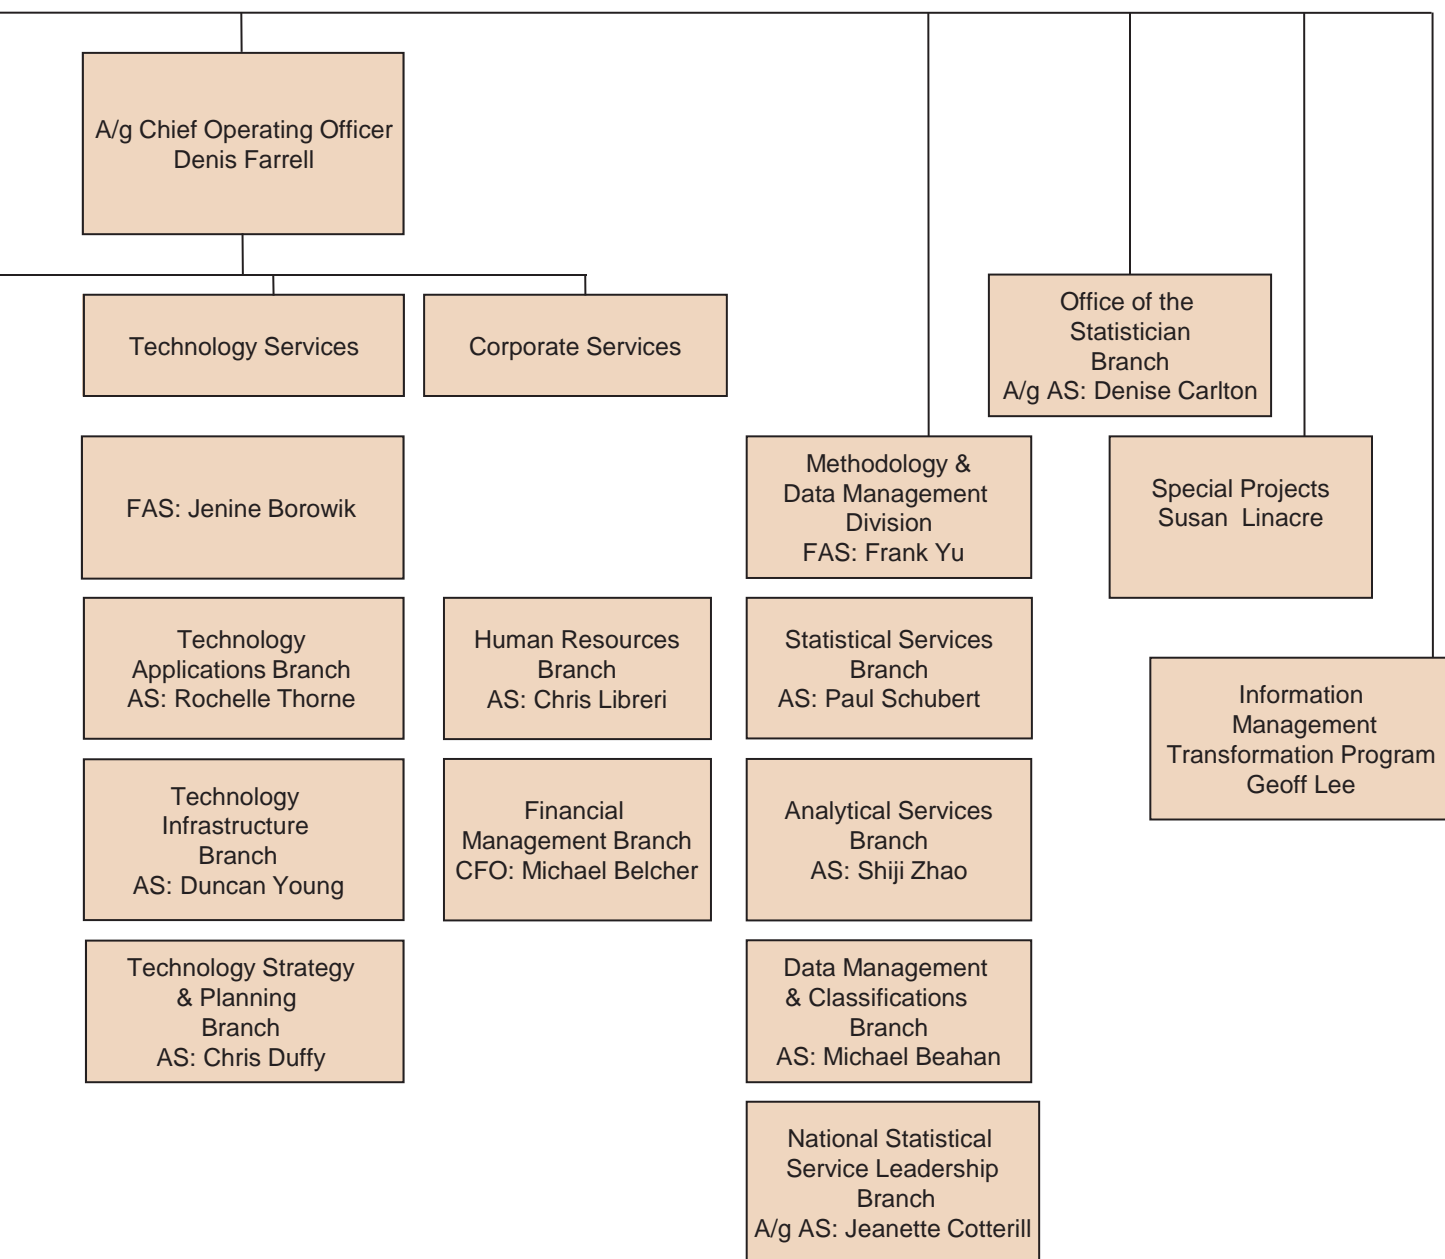 A/g Chief Operating Officer
Denis Farrell
Technology Services
Corporate Services
Office of the
Statistician
Branch
A/g AS: Denise Carlton
FAS: Jenine Borowik
Methodology &
Data Management
Division
FAS: Frank Yu
Special Projects
Susan Linacre
Technology
Applications Branch
AS: Rochelle Thorne
Human Resources
Branch
AS: Chris Libreri
Statistical Services
Branch
AS: Paul Schubert
Information
Management
Transformation Program
Geoff Lee
Technology
Infrastructure
Branch
AS: Duncan Young
Financial
Management Branch
CFO: Michael Belcher
Analytical Services
Branch
AS: Shiji Zhao
Technology Strategy
& Planning
Branch
AS: Chris Duffy
Data Management
& Classifications
Branch
AS: Michael Beahan
National Statistical
Service Leadership
Branch
A/g AS: Jeanette Cotterill